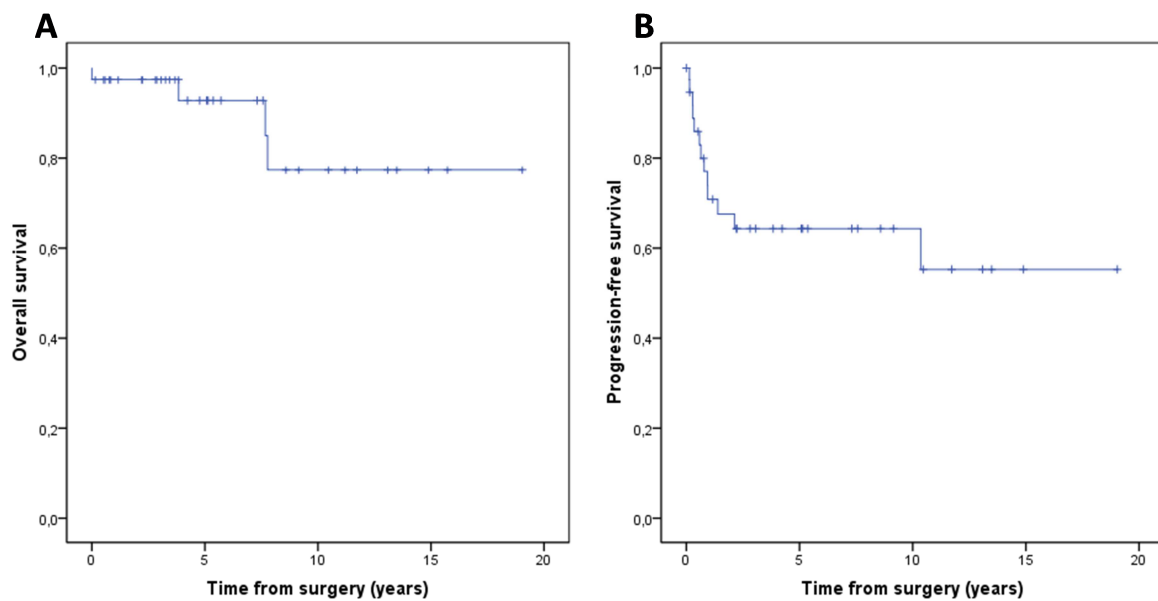 A
Overall survival
1,0
0,8
0,6
0,4
0,2
0,0
0 5 10 15 20
Time from surgery (years)
B
Progression-free survival
1,0
0,8
0,6
0,4
0,2
0,0
0 5 10 15 20
Time from surgery (years)